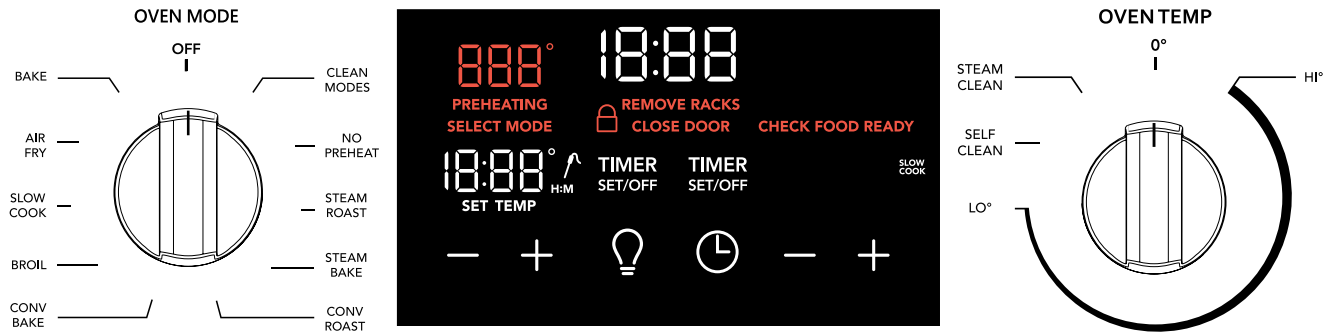 OVEN MODE
OFF
BAKE
CLEAN
MODES
AIR
FRY
NO
PREHEAT
SLOW
COOK
STEAM
ROAST
BROIL
STEAM
BAKE
CONV
BAKE
CONV
ROAST
888°
18:88
PREHEATING
REMOVE RACKS
SELECT MODE
CLOSE DOOR
CHECK FOOD READY
18:88°
H:M
SET TEMP
TIMER
SET/OFF
TIMER
SET/OFF
SLOW
COOK
− +
− +
OVEN TEMP
0°
STEAM
CLEAN
HI°
SELF
CLEAN
LO°